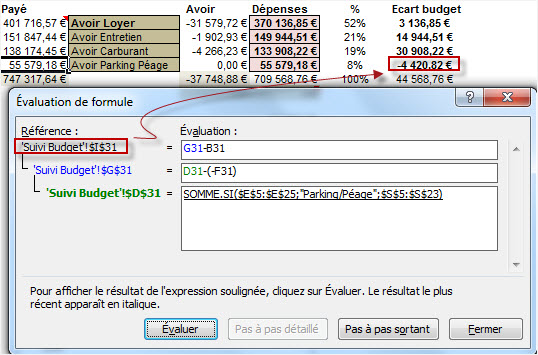 Payé Avoir Dépenses % Ecart budget
401 716,57 € Avoir Loyer -31 579,72 € 370 136,85 € 52% 3 136,85 €
151 847,44 € Avoir Entretien -1 902,93 € 149 944,51 € 21% 14 944,51 €
138 174,45 € Avoir Carburant -4 266,23 € 133 908,22 € 19% 30 908,22 €
55 579,18 € Avoir Parking Péage 0,00 € 55 579,18 € 8% -4 420,82 €
747 317,64 € -37 748,88 € 709 568,76 € 100% 44 568,76 €
Évaluation de formule
Référence : Évaluation :
'Suivi Budget'!$I$31 = G31-B31
'Suivi Budget'!$G$31 = D31-(-F31)
'Suivi Budget'!$D$31 = SOMME.SI($E$5:$E$25;"Parking/Péage";$S$5:$S$23)
Pour afficher le résultat de l'expression soulignée, cliquez sur Évaluer. Le résultat le plus
récent apparaît en italique.
Évaluer Pas à pas détaillé Pas à pas sortant Fermer